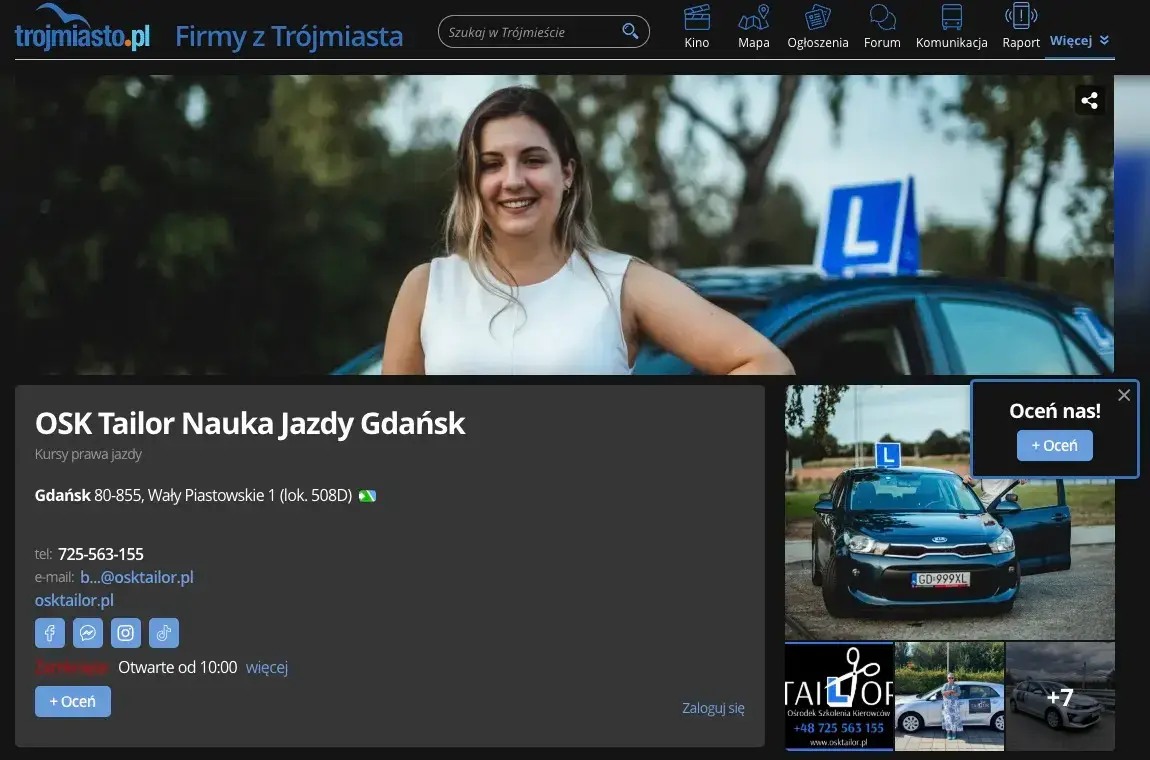 trojmiasto.pl Firmy z Trójmiasta
Szukaj w Trójmieście
Kino
Mapa
Ogłoszenia
Forum
Komunikacja
Raport
Więcej
L
OSK Tailor Nauka Jazdy Gdańsk
Kursy prawa jazdy
Gdańsk 80-855, Wały Piastowskie 1 (lok. 508D)
tel: 725-563-155
e-mail: b...@osktailor.pl
osktailor.pl
Otwarte od 10:00 więcej
+ Oceń
Zaloguj się
Oceń nas!
+ Oceń
L
KIA
GD 999XL
TAILOR
Ośrodek Szkolenia Kierowców
+48 725 563 155
www.osktailor.pl
+7